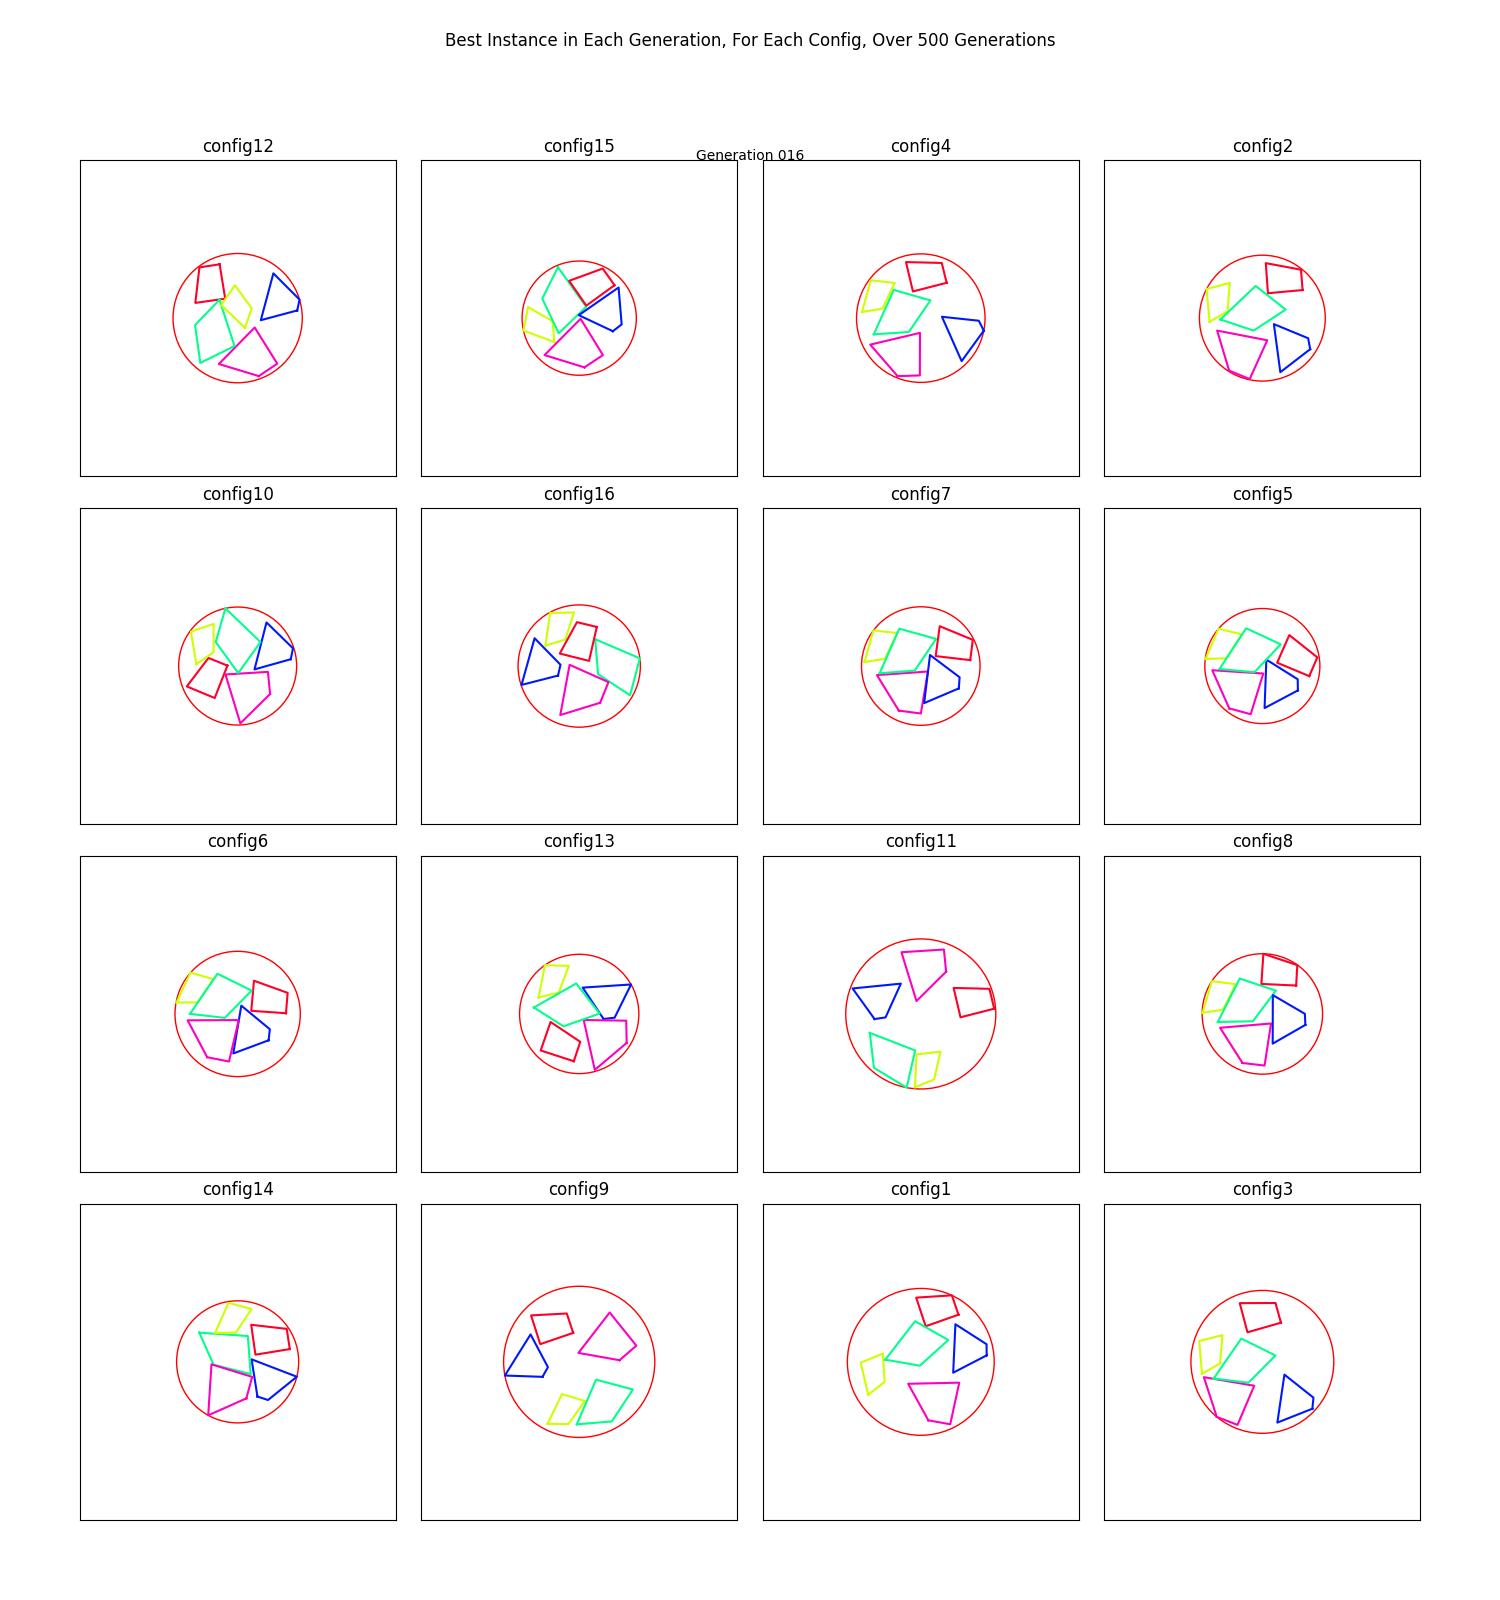 Best Instance in Each Generation, For Each Config, Over 500 Generations
Generation 016
config12
config15
config4
config2
config10
config16
config7
config5
config6
config13
config11
config8
config14
config9
config1
config3